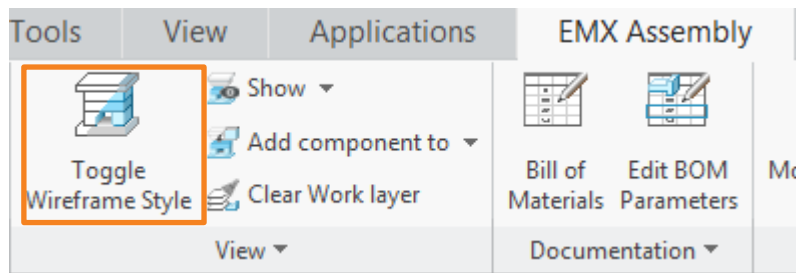 Tools View Applications EMX Assembly
Show
Add component to
Clear Work layer
Toggle
Wireframe Style
Bill of
Materials
Edit BOM
Parameters
View
Documentation